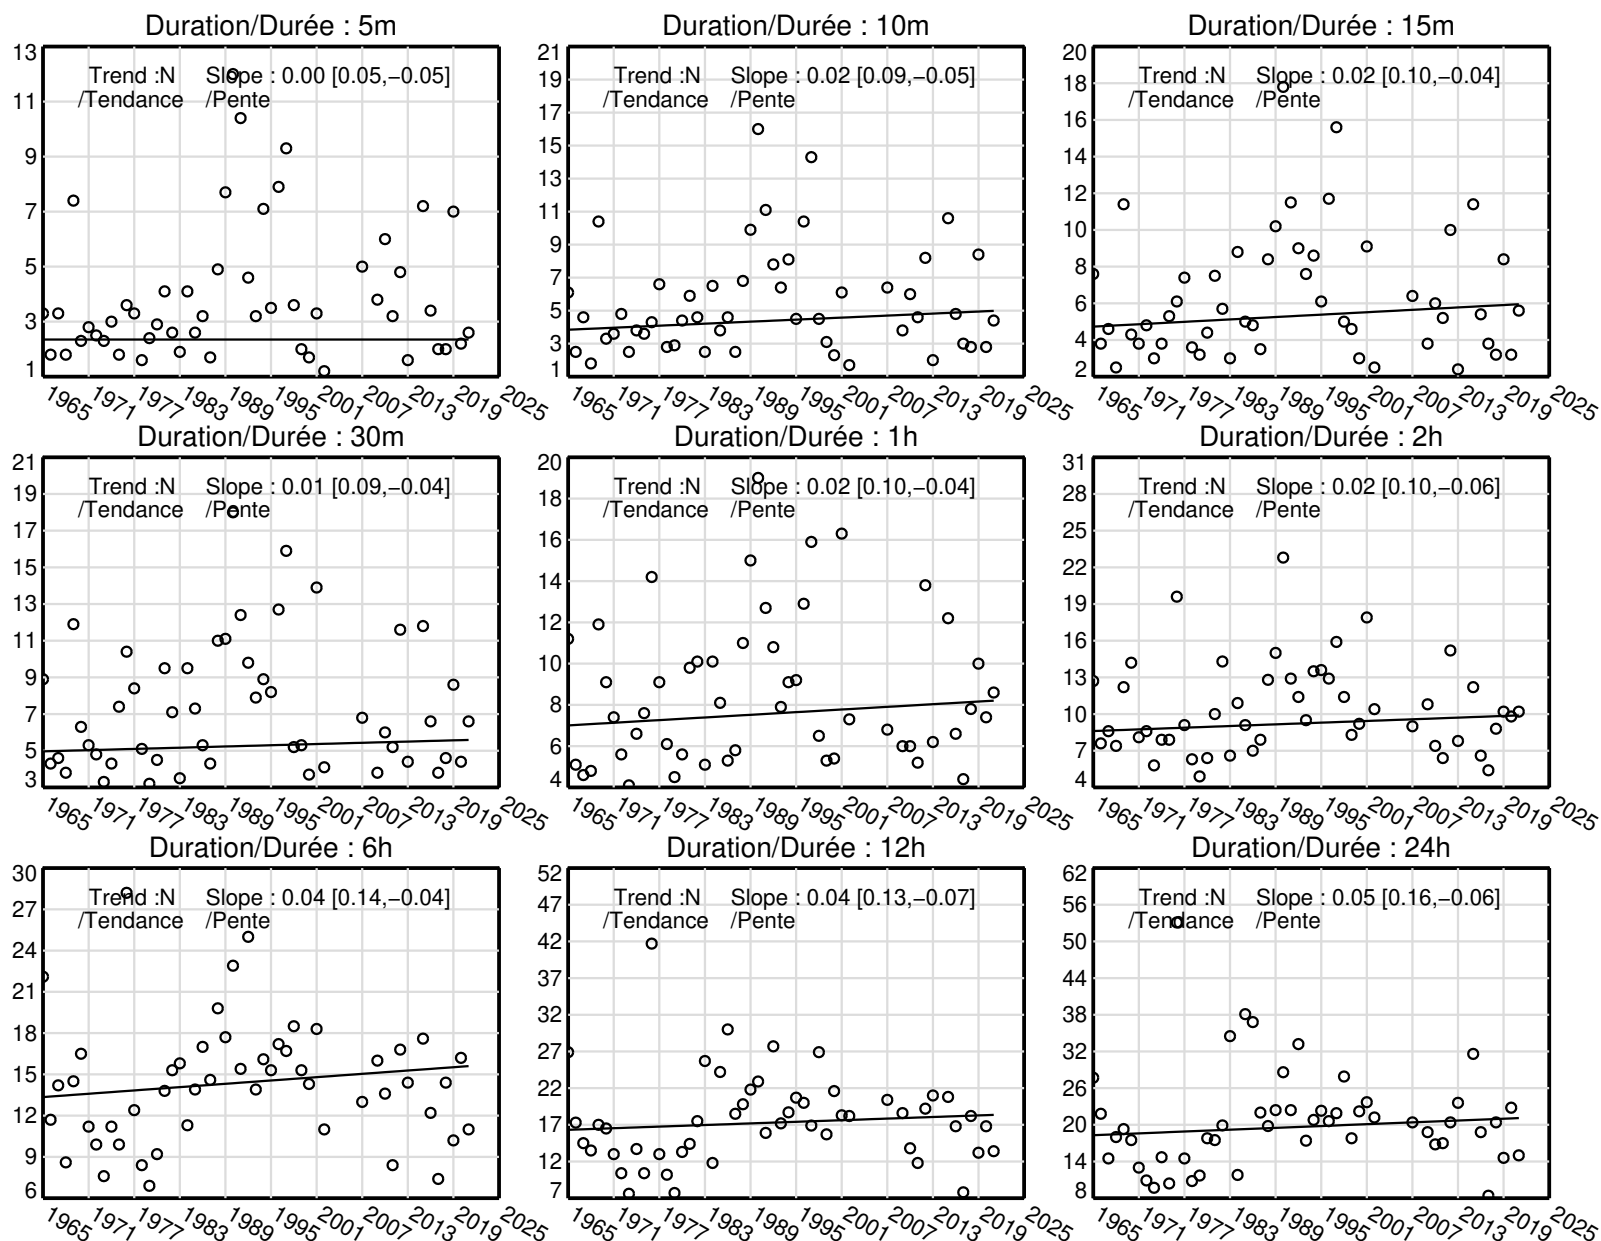 Duration/Durée : 5m
Trend :N Slope : 0.00 [0.05,−0.05]
/Tendance /Pente
13
11
9
7
5
3
1
1965 1971 1977 1983 1989 1995 2001 2007 2013 2019 2025
Duration/Durée : 10m
Trend :N Slope : 0.02 [0.09,−0.05]
/Tendance /Pente
21
19
17
15
13
11
9
7
5
3
1
1965 1971 1977 1983 1989 1995 2001 2007 2013 2019 2025
Duration/Durée : 15m
Trend :N Slope : 0.02 [0.10,−0.04]
/Tendance /Pente
20
18
16
14
12
10
8
6
4
2
1965 1971 1977 1983 1989 1995 2001 2007 2013 2019 2025
Duration/Durée : 30m
Trend :N Slope : 0.01 [0.09,−0.04]
/Tendance /Pente
21
19
17
15
13
11
9
7
5
3
1965 1971 1977 1983 1989 1995 2001 2007 2013 2019 2025
Duration/Durée : 1h
Trend :N Slope : 0.02 [0.10,−0.04]
/Tendance /Pente
20
18
16
14
12
10
8
6
4
1965 1971 1977 1983 1989 1995 2001 2007 2013 2019 2025
Duration/Durée : 2h
Trend :N Slope : 0.02 [0.10,−0.06]
/Tendance /Pente
31
28
25
22
19
16
13
10
7
4
1965 1971 1977 1983 1989 1995 2001 2007 2013 2019 2025
Duration/Durée : 6h
Trend :N Slope : 0.04 [0.14,−0.04]
/Tendance /Pente
30
27
24
21
18
15
12
9
6
1965 1971 1977 1983 1989 1995 2001 2007 2013 2019 2025
Duration/Durée : 12h
Trend :N Slope : 0.04 [0.13,−0.07]
/Tendance /Pente
52
47
42
37
32
27
22
17
12
7
1965 1971 1977 1983 1989 1995 2001 2007 2013 2019 2025
Duration/Durée : 24h
Trend :N Slope : 0.05 [0.16,−0.06]
/Tendance /Pente
62
56
50
44
38
32
26
20
14
8
1965 1971 1977 1983 1989 1995 2001 2007 2013 2019 2025